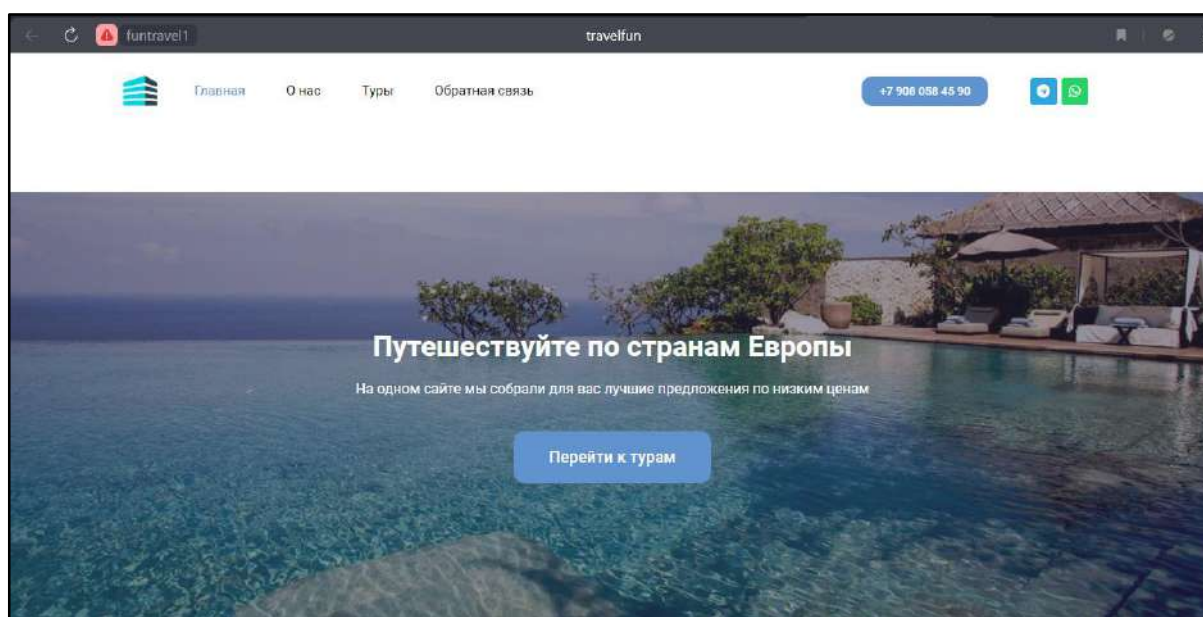 funtravel1
travelfun
Главная О нас Туры Обратная связь +7 908 058 45 90
Путешествуйте по странам Европы
На одном сайте мы собрали для вас лучшие предложения по низким ценам
Перейти к турам